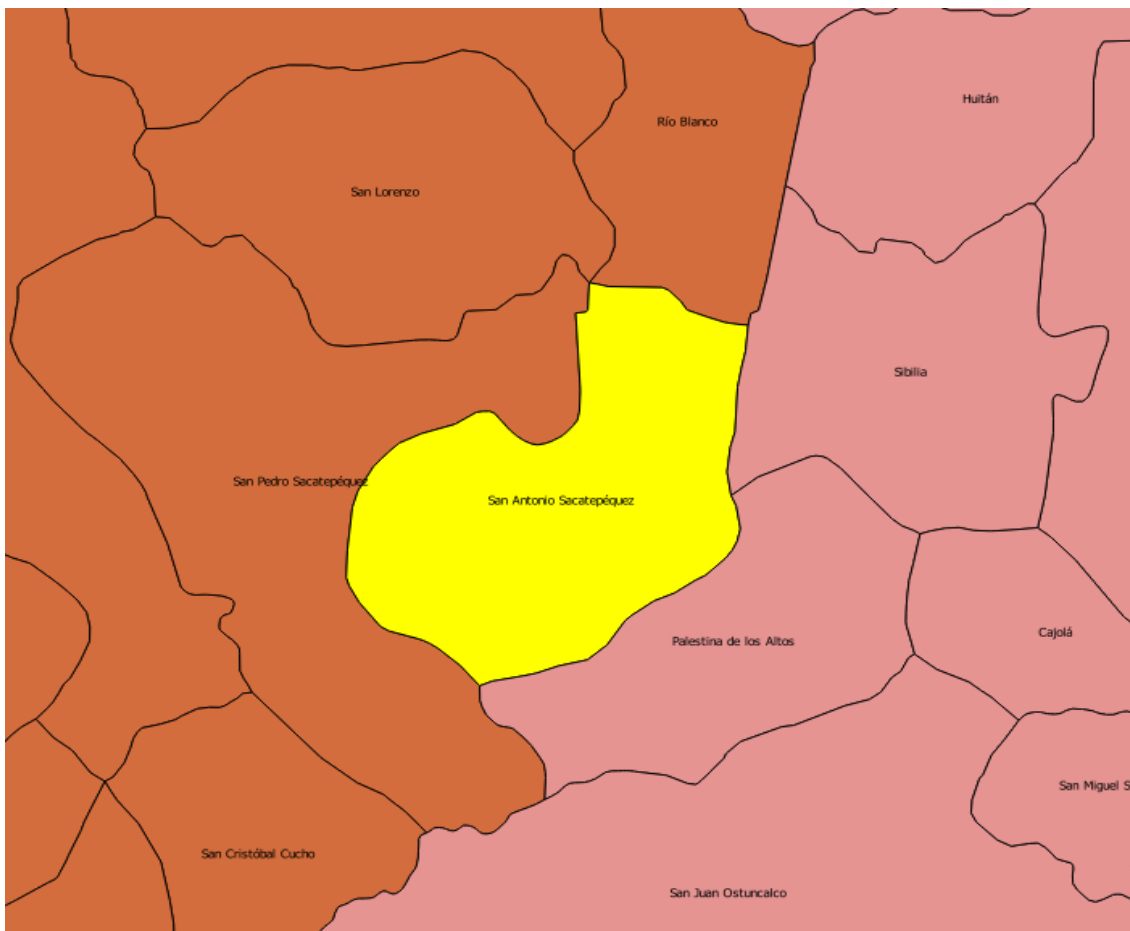 Huitán
Río Blanco
San Lorenzo
Sibilia
San Pedro Sacatepéquez
San Antonio Sacatepéquez
Cajolá
Palestina de los Altos
San Miguel S
San Cristóbal Cucho
San Juan Ostuncalco